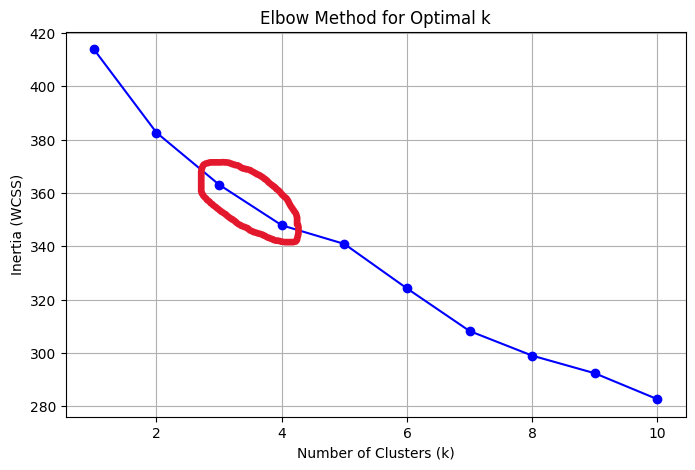 Elbow Method for Optimal k
420
400
380
360
340
320
300
280
Inertia (WCSS)
2 4 6 8 10
Number of Clusters (k)